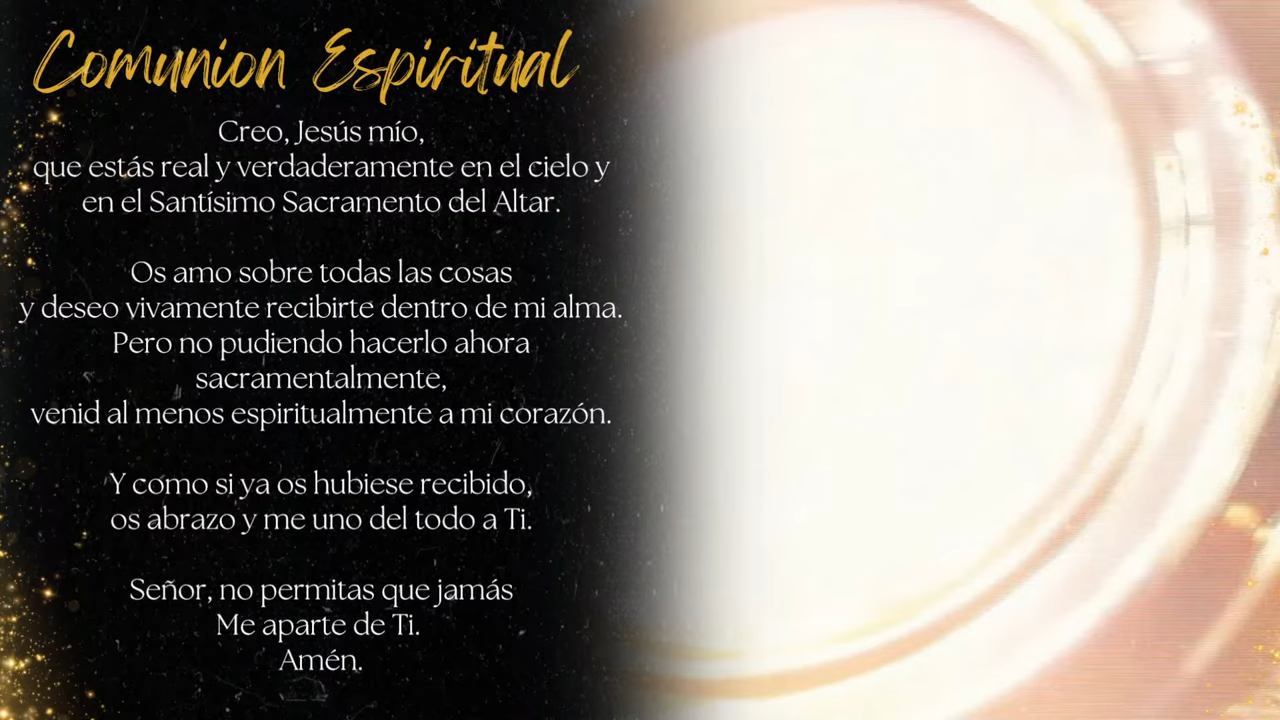 Comunion Espiritual
Creo, Jesús mío,
que estás real y verdaderamente en el cielo y
en el Santísimo Sacramento del Altar.
Os amo sobre todas las cosas
y deseo vivamente recibirte dentro de mi alma.
Pero no pudiendo hacerlo ahora
sacramentalmente,
venid al menos espiritualmente a mi corazón.
Y como si ya os hubiese recibido,
os abrazo y me uno del todo a Ti.
Señor, no permitas que jamás
Me aparte de Ti.
Amén.